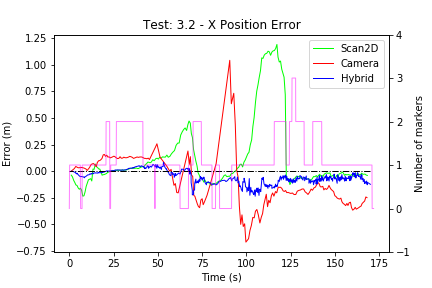 Test: 3.2 - X Position Error
Scan2D
Camera
Hybrid
1.25
1.00
0.75
0.50
0.25
0.00
−0.25
−0.50
−0.75
Error (m)
4
3
2
1
0
−1
Number of markers
0 25 50 75 100 125 150 175
Time (s)